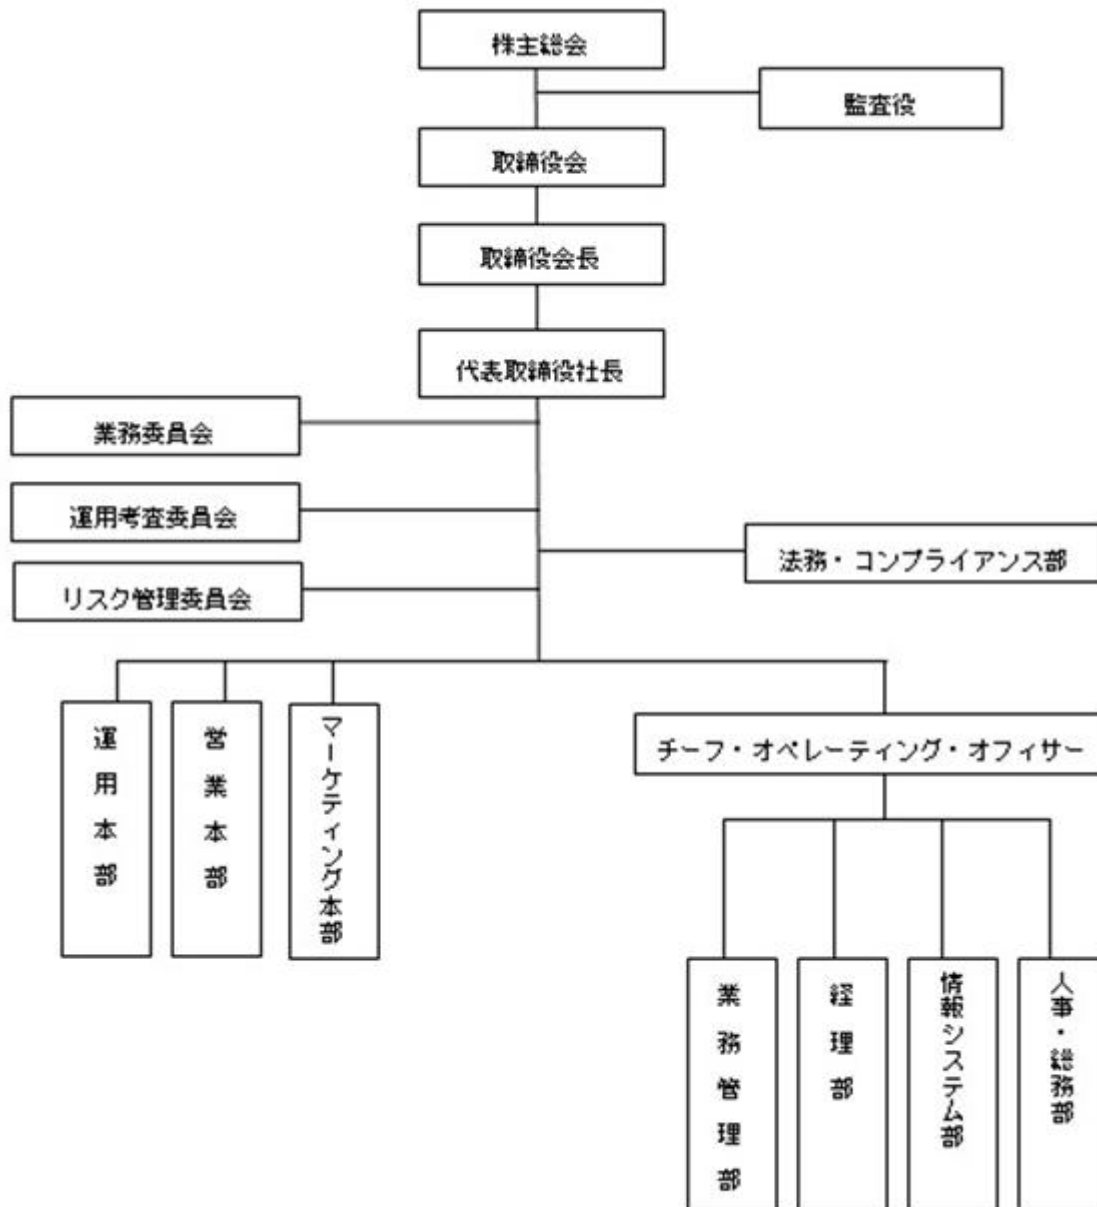 株主総会
監査役
取締役会
取締役会長
代表取締役社長
業務委員会
運用考査委員会
法務・コンプライアンス部
リスク管理委員会
運用本部
営業本部
マーケティング本部
チーフ・オペレーティング・オフィサー
業務管理部
経理部
情報システム部
人事・総務部